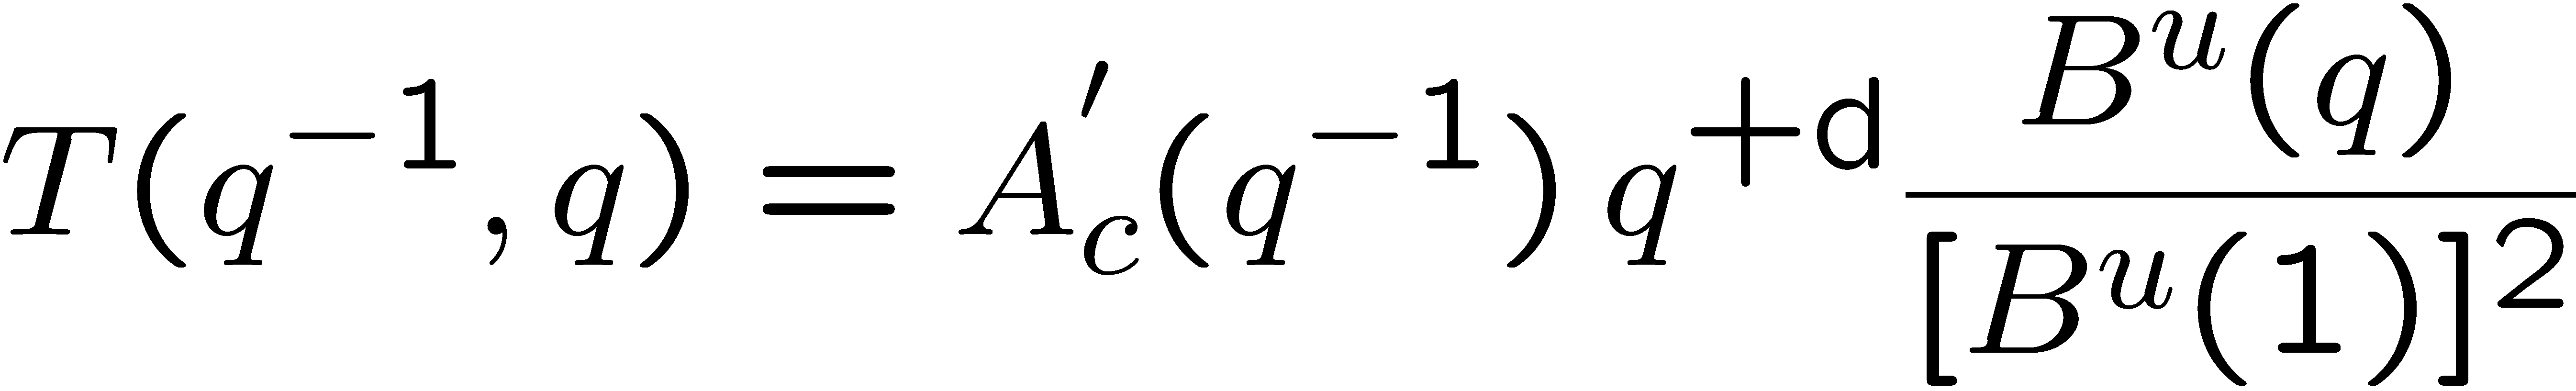 T(q^{-1}, q) = A'_c(q^{-1}) q^{+d} \frac{B^u(q)}{[B^u(1)]^2}